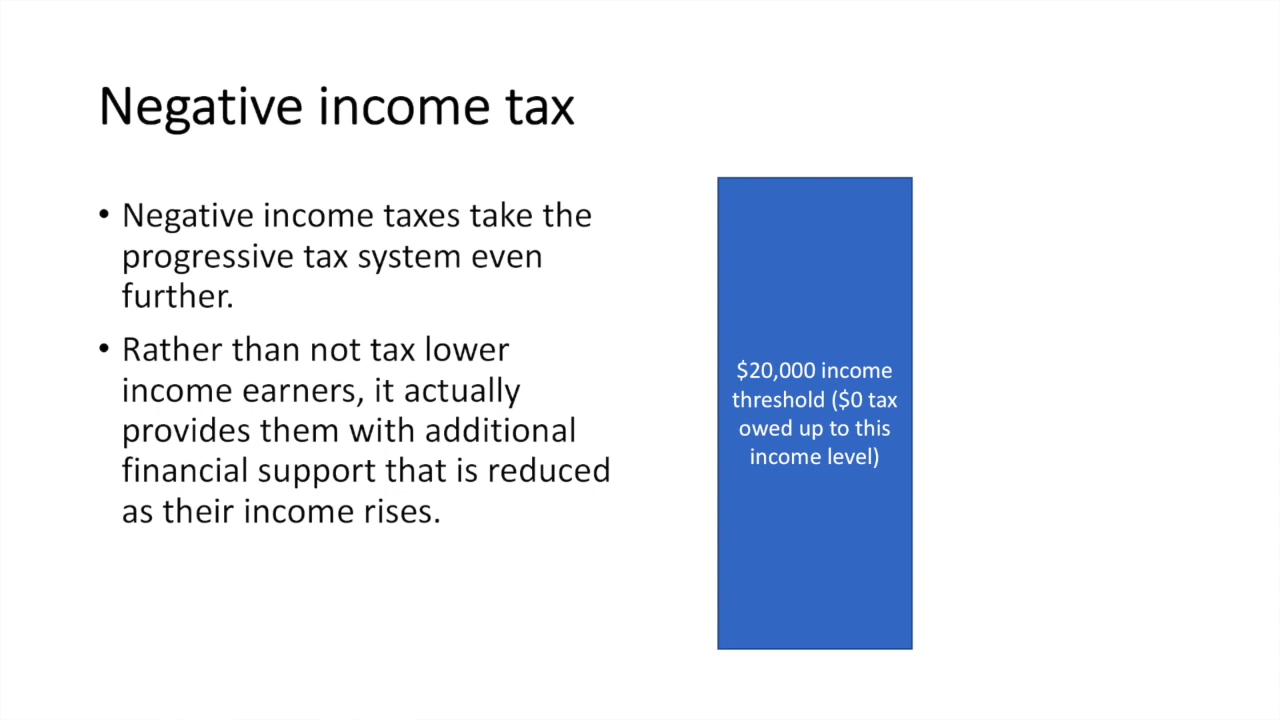 Negative income tax
• Negative income taxes take the
progressive tax system even
further.
• Rather than not tax lower
income earners, it actually
provides them with additional
financial support that is reduced
as their income rises.
$20,000 income
threshold ($0 tax
owed up to this
income level)